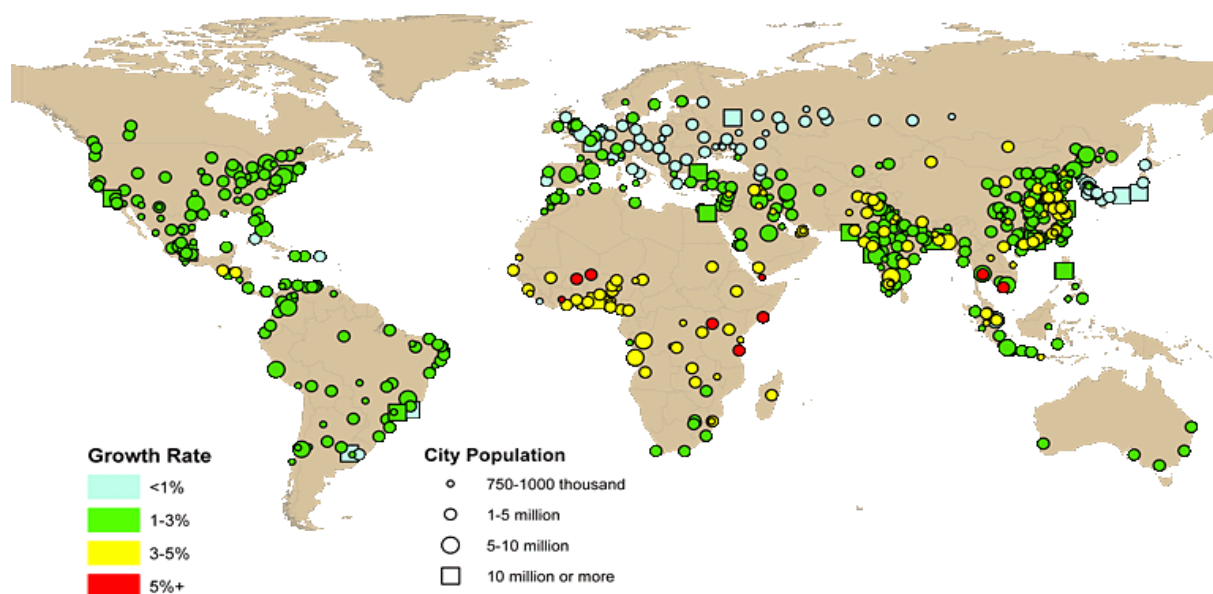 Growth Rate
<1%
1-3%
3-5%
5%+
City Population
750-1000 thousand
1-5 million
5-10 million
10 million or more